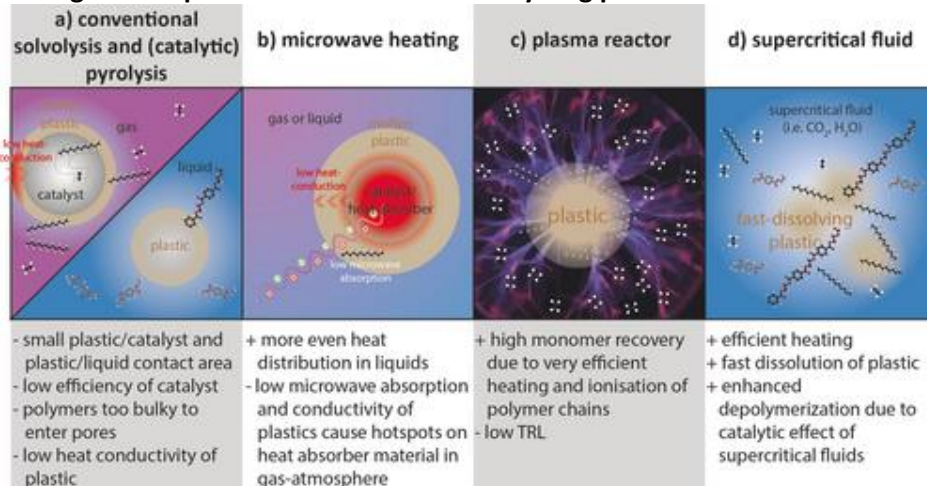 a) conventional
solvolysis and (catalytic)
pyrolysis
b) microwave heating
c) plasma reactor
d) supercritical fluid
plastic
gas
low heat-
conduction
catalyst
liquid
plastic
gas or liquid
molten
plastic
low heat-
conduction
catalyst/
heat absorber
low microwave
absorption
plastic
supercritical fluid
(i.e. CO₂, H₂O)
fast-dissolving
plastic
- small plastic/catalyst and
plastic/liquid contact area
- low efficiency of catalyst
- polymers too bulky to
enter pores
- low heat conductivity of
plastic
+ more even heat
distribution in liquids
- low microwave absorption
and conductivity of
plastics cause hotspots on
heat absorber material in
gas-atmosphere
+ high monomer recovery
due to very efficient
heating and ionisation of
polymer chains
- low TRL
+ efficient heating
+ fast dissolution of plastic
+ enhanced
depolymerization due to
catalytic effect of
supercritical fluids